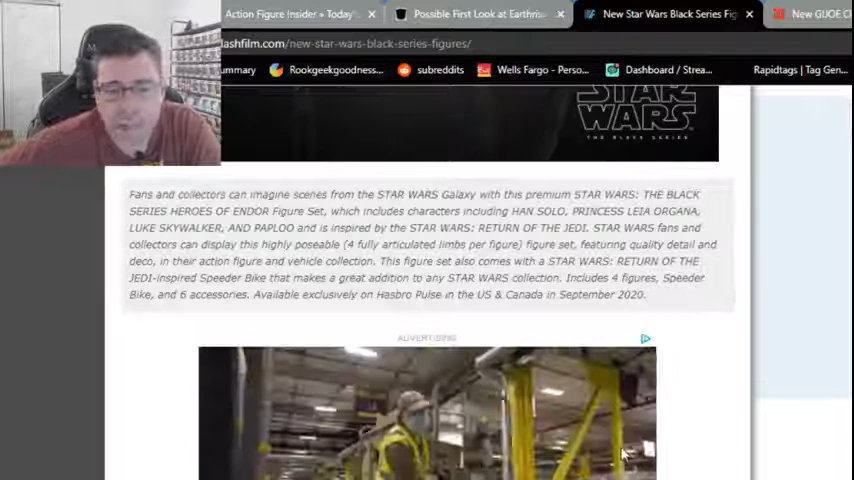 Action Figure Insider » Today'
Possible First Look at Earthris
New Star Wars Black Series Fig
New GIJOE Cl
lashfilm.com/new-star-wars-black-series-figures/
ummary
Rookgeekgoodness...
subreddits
Wells Fargo - Perso...
Dashboard / Strea...
Rapidtags | Tag Gen...
STAR
WARS
THE BLACK SERIES
Fans and collectors can imagine scenes from the STAR WARS Galaxy with this premium STAR WARS: THE BLACK
SERIES HEROES OF ENDOR Figure Set, which includes characters including HAN SOLO, PRINCESS LEIA ORGANA,
LUKE SKYWALKER, AND PAPLOO and is inspired by the STAR WARS: RETURN OF THE JEDI. STAR WARS fans and
collectors can display this highly poseable (4 fully articulated limbs per figure) figure set, featuring quality detail and
deco, in their action figure and vehicle collection. This figure set also comes with a STAR WARS: RETURN OF THE
JEDI-inspired Speeder Bike that makes a great addition to any STAR WARS collection. Includes 4 figures, Speeder
Bike, and 6 accessories. Available exclusively on Hasbro Pulse in the US & Canada in September 2020.
ADVERTISING